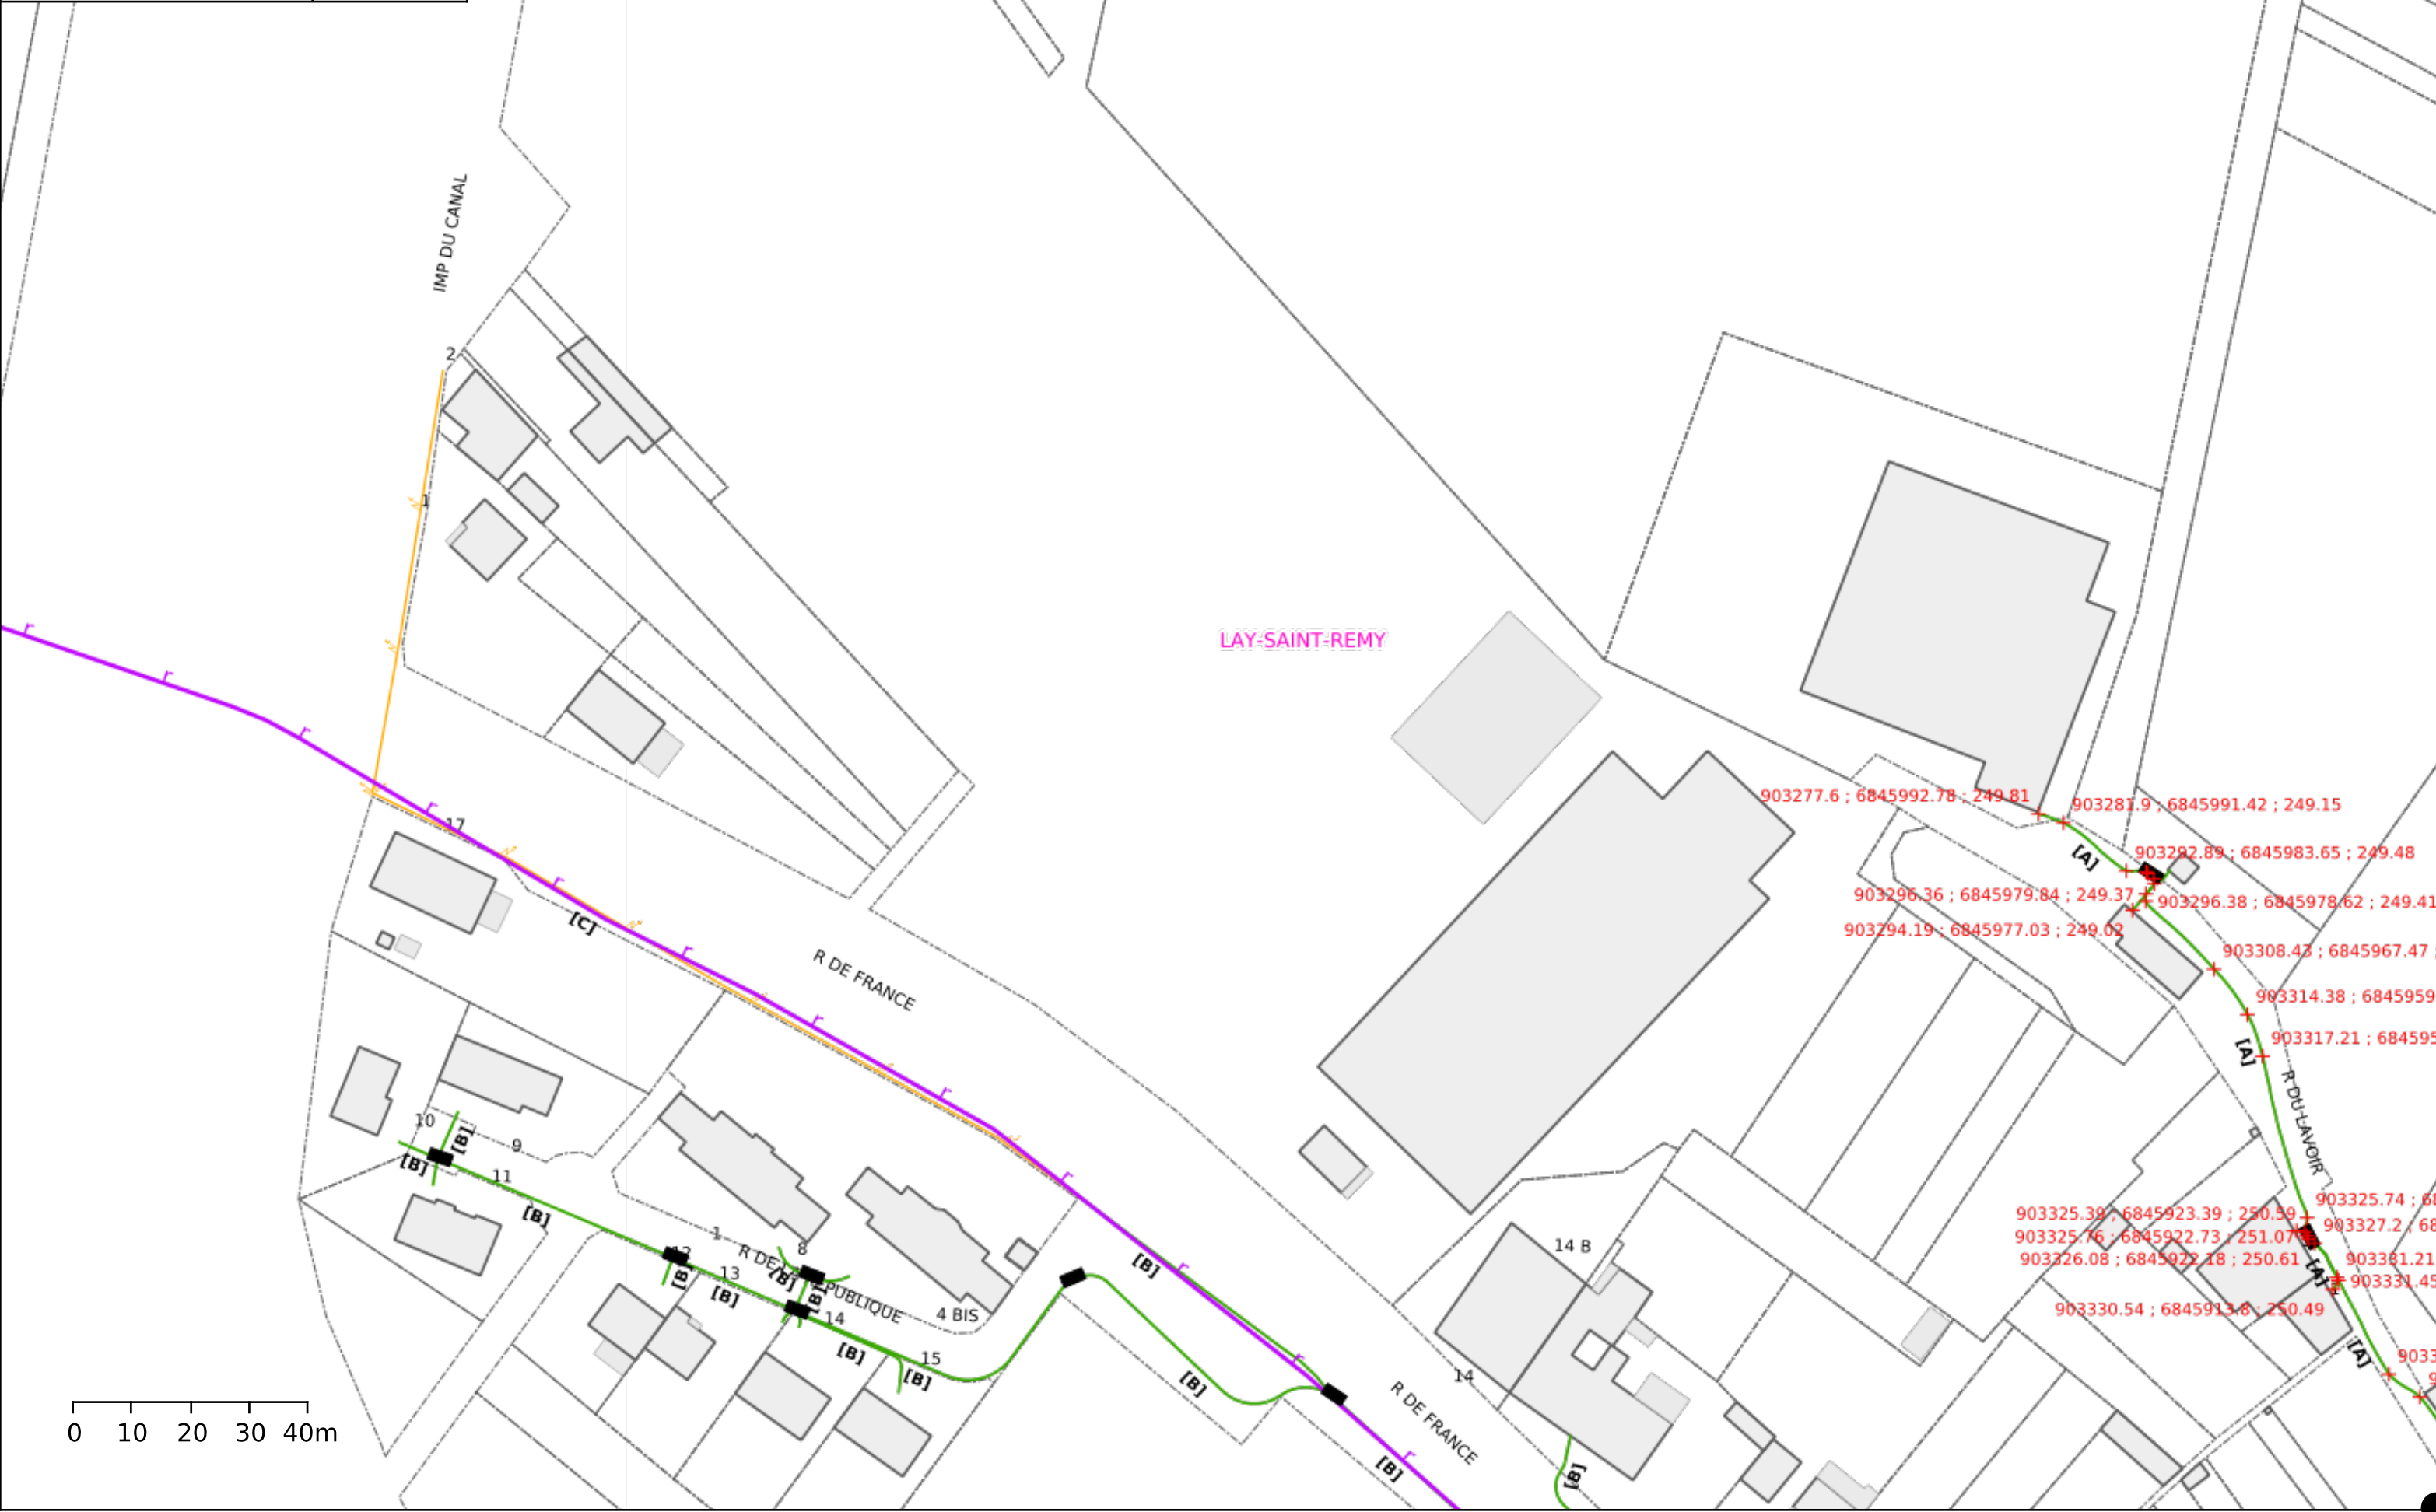 IMP DU CANAL
2
1
r
r
r
r
17
LAY-SAINT-REMY
903277.6 ; 6845992.78 ; 249.81
903281.9 ; 6845991.42 ; 249.15
[A]
903292.89 ; 6845983.65 ; 249.48
903296.36 ; 6845979.84 ; 249.37
903296.38 ; 6845978.62 ; 249.41
903294.19 ; 6845977.03 ; 249.02
903308.43 ; 6845967.47 ;
903314.38 ; 6845959
903317.21 ; 684595
[A]
R DU LAVOIR
r
[C]
r
R DE FRANCE
r
r
r
10
[B]
[B]
9
11
[B]
1
8
12
[B]
13
[B]
R DE
PUBLIQUE
[B]
[B]
14
[B]
15
[B]
4 BIS
[B]
r
[B]
r
R DE FRANCE
r
[B]
14 B
14
[B]
903325.74 ; 68
903325.39 ; 6845923.39 ; 250.59
903327.2 ; 68
903325.76 ; 6845922.73 ; 251.07
903326.08 ; 6845922.18 ; 250.61
903331.21
[A]
903331.45
903330.54 ; 6845913.8 ; 250.49
[A]
9033
0 10 20 30 40m